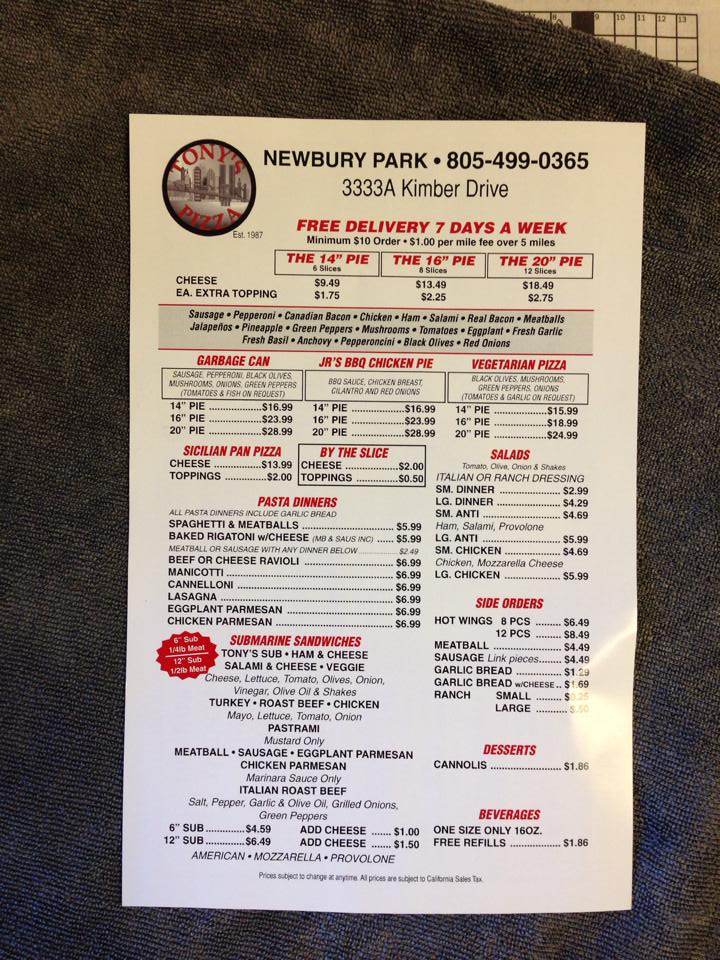 8 9 10 11 12 13
TONY'S
PIZZA
Est. 1987
NEWBURY PARK • 805-499-0365
3333A Kimber Drive
FREE DELIVERY 7 DAYS A WEEK
Minimum $10 Order • $1.00 per mile fee over 5 miles
THE 14" PIE THE 16" PIE THE 20" PIE
6 Slices 8 Slices 12 Slices
CHEESE $9.49 $13.49 $18.49
EA. EXTRA TOPPING $1.75 $2.25 $2.75
Sausage • Pepperoni • Canadian Bacon • Chicken • Ham • Salami • Real Bacon • Meatballs
Jalapeños • Pineapple • Green Peppers • Mushrooms • Tomatoes • Eggplant • Fresh Garlic
Fresh Basil • Anchovy • Pepperoncini • Black Olives • Red Onions
GARBAGE CAN
SAUSAGE, PEPPERONI, BLACK OLIVES,
MUSHROOMS, ONIONS, GREEN PEPPERS
(TOMATOES & FISH ON REQUEST)
14" PIE ....................$16.99
16" PIE ....................$23.99
20" PIE ....................$28.99
JR'S BBQ CHICKEN PIE
BBQ SAUCE, CHICKEN BREAST,
CILANTRO AND RED ONIONS
14" PIE ....................$16.99
16" PIE ....................$23.99
20" PIE ....................$28.99
VEGETARIAN PIZZA
BLACK OLIVES, MUSHROOMS,
GREEN PEPPERS, ONIONS
(TOMATOES & GARLIC ON REQUEST)
14" PIE ....................$15.99
16" PIE ....................$18.99
20" PIE ....................$24.99
SICILIAN PAN PIZZA
CHEESE ...............$13.99
TOPPINGS .............$2.00
BY THE SLICE
CHEESE ....................$2.00
TOPPINGS ................$0.50
SALADS
Tomato, Olive, Onion & Shakes
ITALIAN OR RANCH DRESSING
SM. DINNER ......................$2.99
LG. DINNER ......................$4.29
SM. ANTI ......................$4.69
Ham, Salami, Provolone
LG. ANTI ......................$5.99
SM. CHICKEN ......................$4.69
Chicken, Mozzarella Cheese
LG. CHICKEN ......................$5.99
PASTA DINNERS
ALL PASTA DINNERS INCLUDE GARLIC BREAD
SPAGHETTI & MEATBALLS ..............................$5.99
BAKED RIGATONI w/CHEESE (MB & SAUS INC) ..... $5.99
MEATBALL OR SAUSAGE WITH ANY DINNER BELOW ............... $2.49
BEEF OR CHEESE RAVIOLI ..............................$6.99
MANICOTTI ..............................$6.99
CANNELLONI ..............................$6.99
LASAGNA ..............................$6.99
EGGPLANT PARMESAN ..............................$6.99
CHICKEN PARMESAN ..............................$6.99
SIDE ORDERS
HOT WINGS 8 PCS ..........$6.49
12 PCS ..........$8.49
MEATBALL ......................$4.49
SAUSAGE Link pieces.......$4.49
GARLIC BREAD ...............$1.29
GARLIC BREAD w/CHEESE .. $1.69
RANCH SMALL ......... $0.25
LARGE ......... $.50
6" Sub
1/4lb Meat
12" Sub
1/2lb Meat
SUBMARINE SANDWICHES
TONY'S SUB • HAM & CHEESE
SALAMI & CHEESE • VEGGIE
Cheese, Lettuce, Tomato, Olives, Onion,
Vinegar, Olive Oil & Shakes
TURKEY • ROAST BEEF • CHICKEN
Mayo, Lettuce, Tomato, Onion
PASTRAMI
Mustard Only
MEATBALL • SAUSAGE • EGGPLANT PARMESAN
CHICKEN PARMESAN
Marinara Sauce Only
ITALIAN ROAST BEEF
Salt, Pepper, Garlic & Olive Oil, Grilled Onions,
Green Peppers
6" SUB ..............$4.59 ADD CHEESE ....... $1.00
12" SUB ..............$6.49 ADD CHEESE ....... $1.50
AMERICAN • MOZZARELLA • PROVOLONE
DESSERTS
CANNOLIS ......................$1.86
BEVERAGES
ONE SIZE ONLY 16OZ.
FREE REFILLS ......................$1.86
Prices subject to change at anytime. All prices are subject to California Sales Tax.